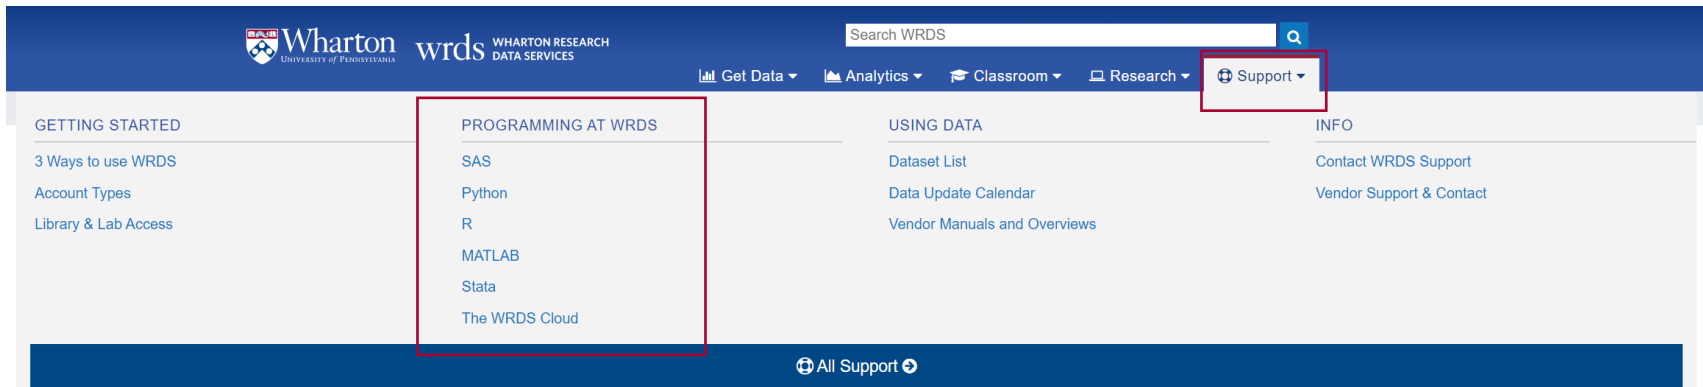 Wharton
UNIVERSITY of PENNSYLVANIA
wrds WHARTON RESEARCH
DATA SERVICES
Search WRDS
Get Data
Analytics
Classroom
Research
Support
GETTING STARTED
3 Ways to use WRDS
Account Types
Library & Lab Access
PROGRAMMING AT WRDS
SAS
Python
R
MATLAB
Stata
The WRDS Cloud
USING DATA
Dataset List
Data Update Calendar
Vendor Manuals and Overviews
INFO
Contact WRDS Support
Vendor Support & Contact
All Support